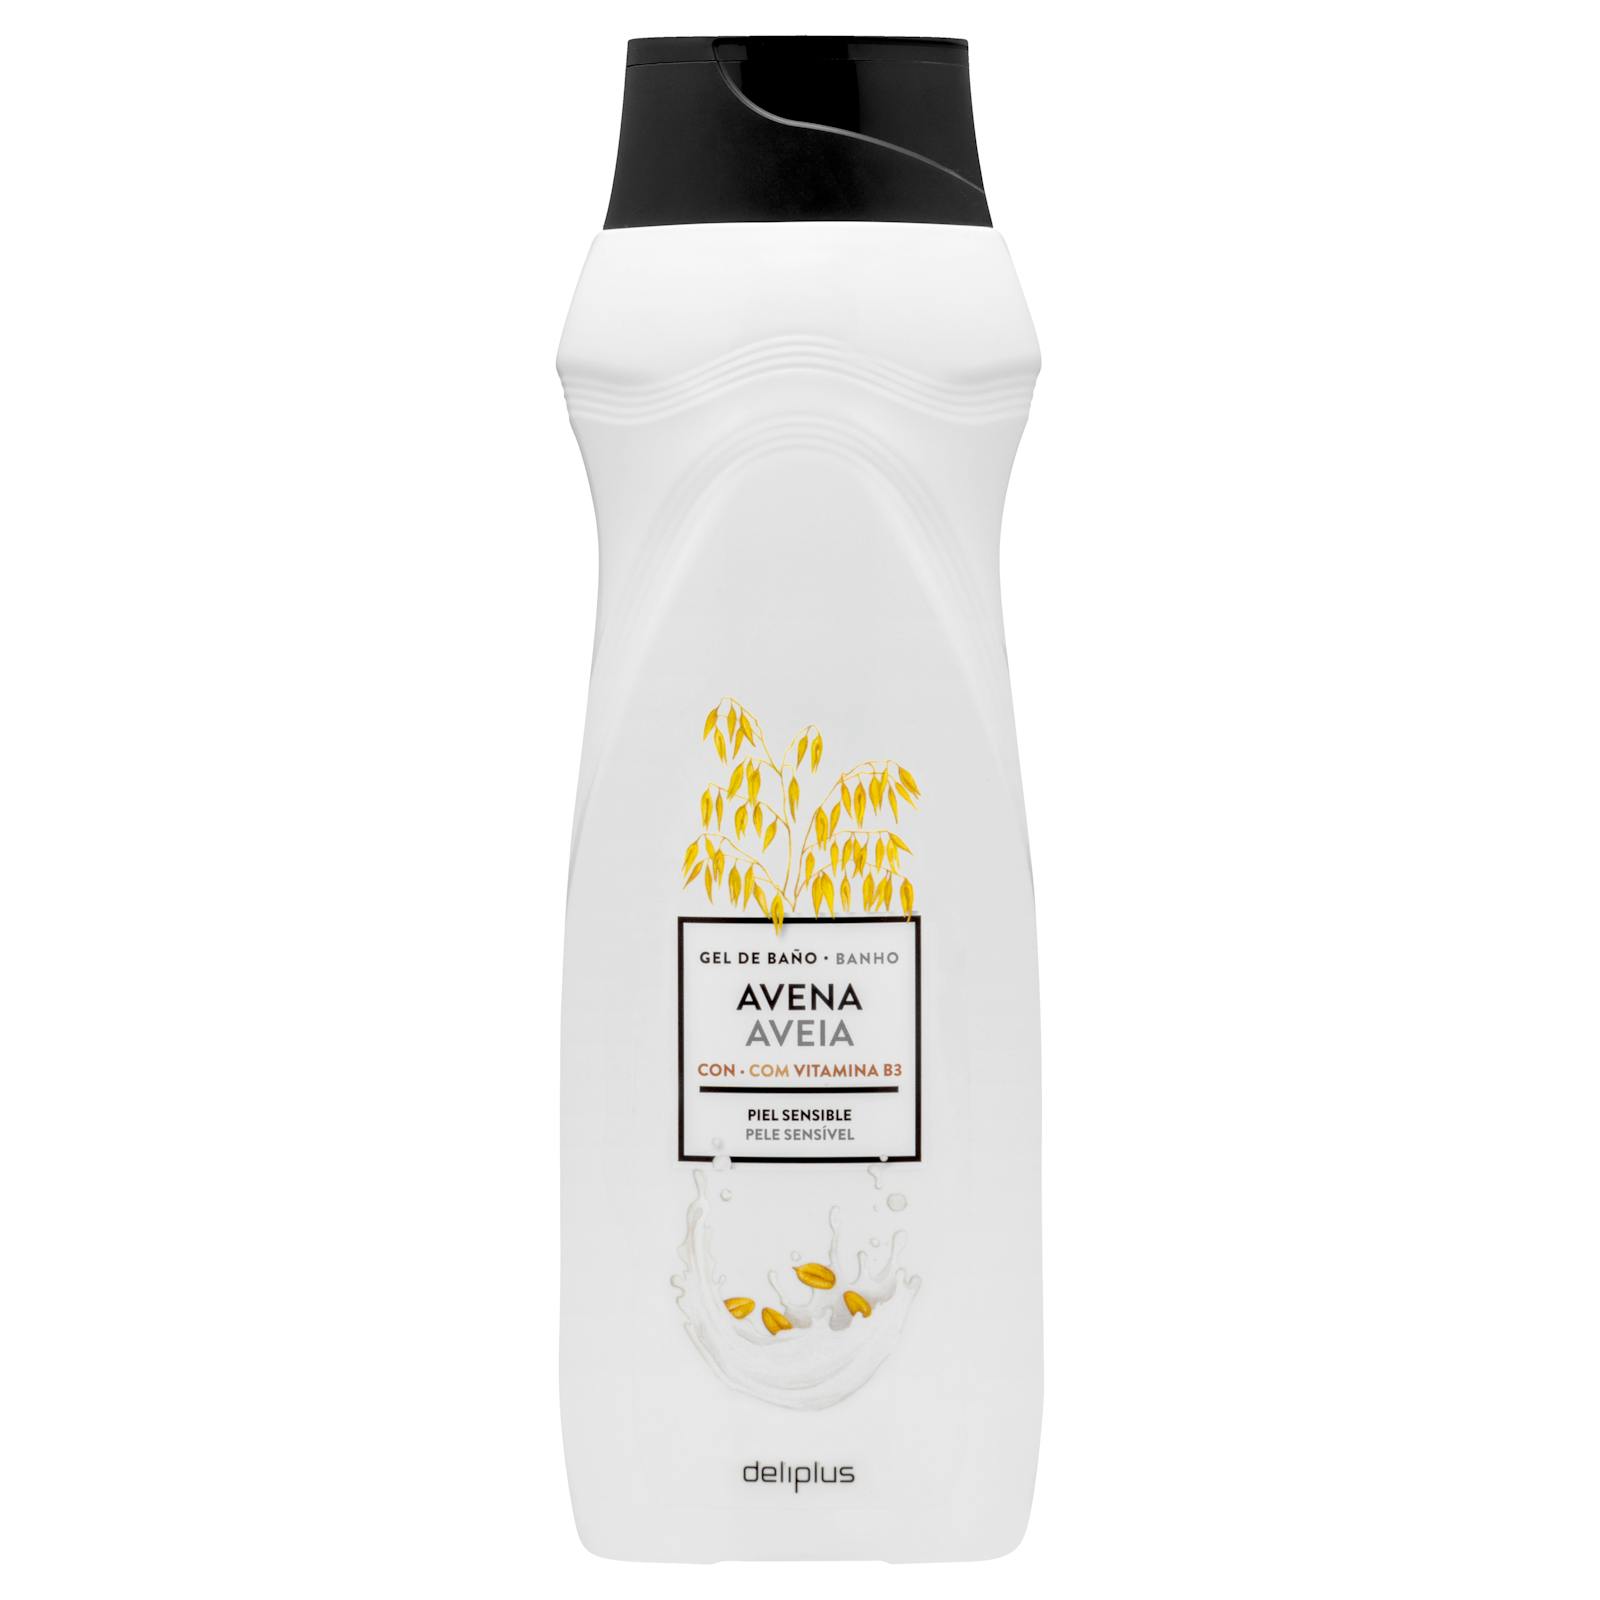 GEL DE BAÑO · BANHO
AVENA
AVEIA
CON · COM VITAMINA B3
PIEL SENSIBLE
PELE SENSÍVEL
deliplus